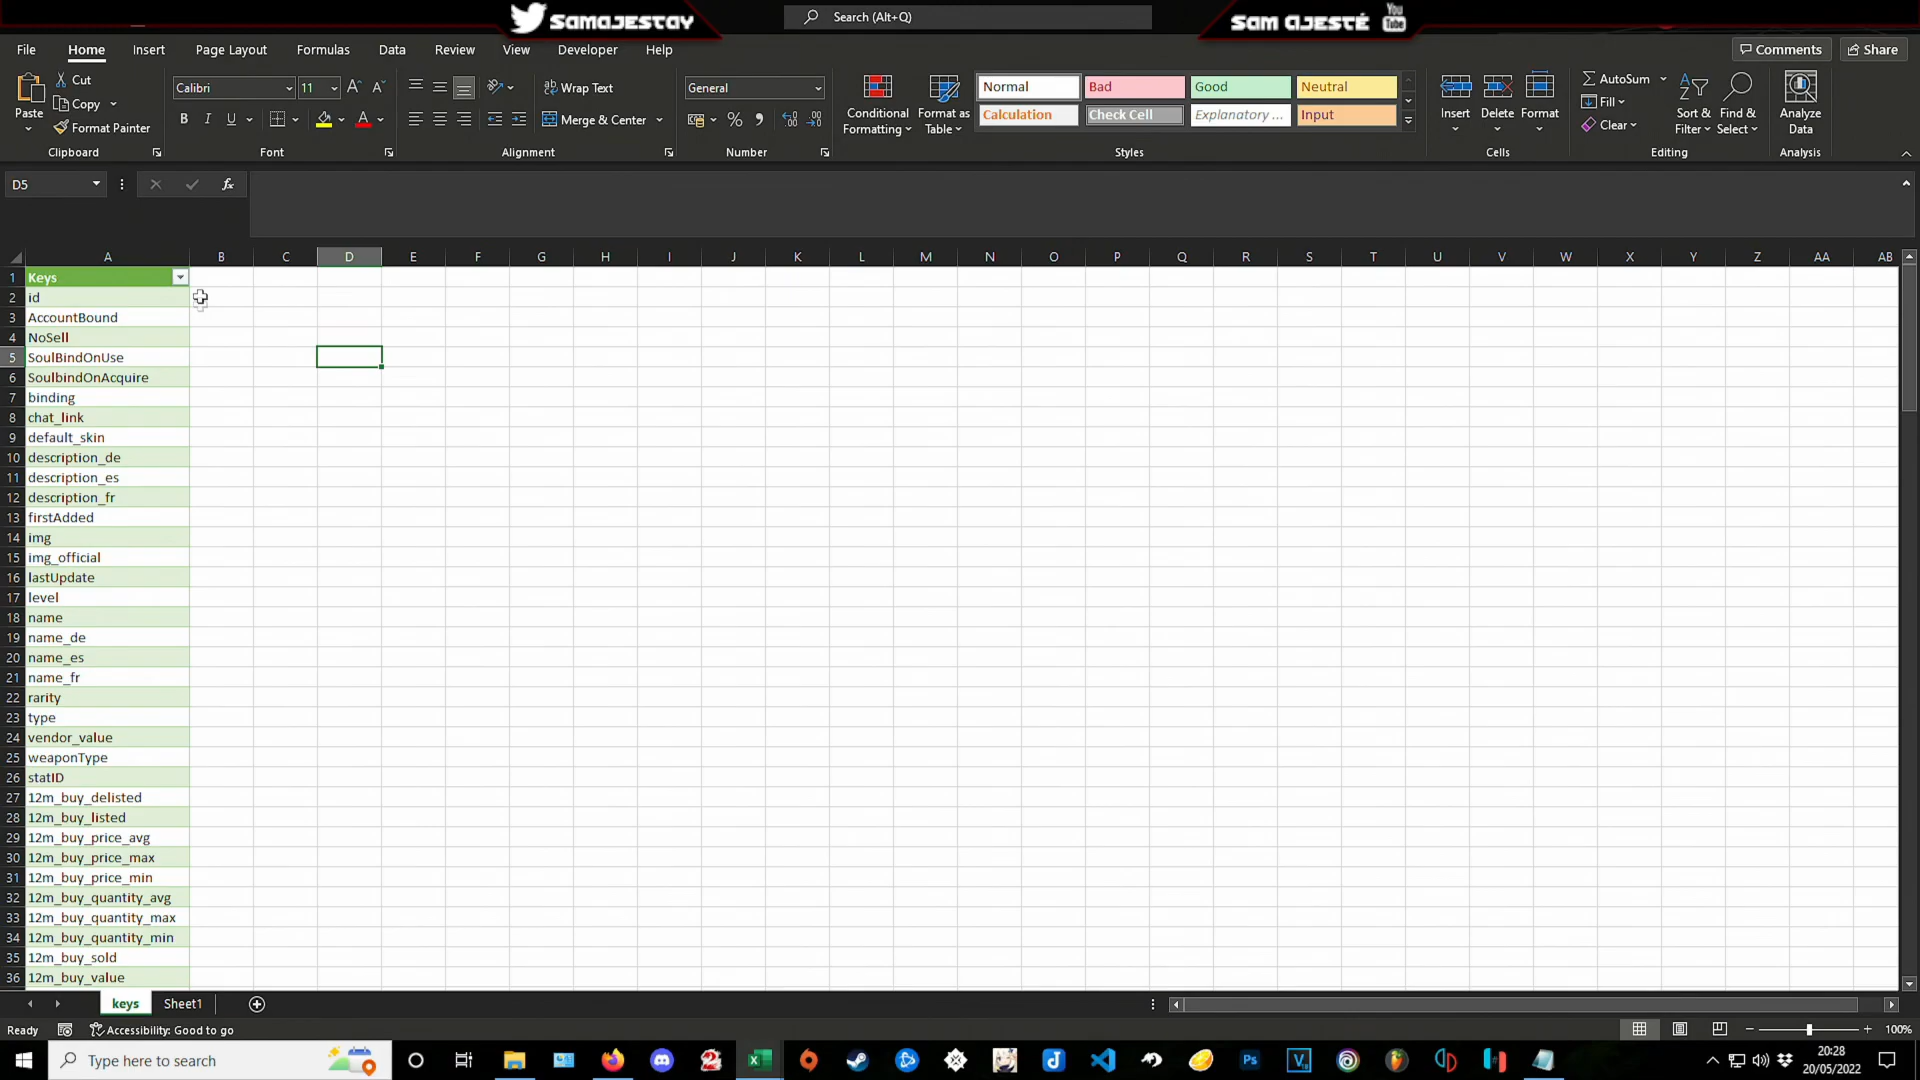 SAMAJESTAY
Search (Alt+Q)
SAM AJESTÉ
You
Tube
File Home Insert Page Layout Formulas Data Review View Developer Help Comments Share
Paste Cut Copy Format Painter
Clipboard
Calibri 11
B I U
Font
Wrap Text
Merge & Center
Alignment
General
Number
Conditional Formatting
Format as Table
Normal Bad Good Neutral
Calculation Check Cell Explanatory ... Input
Styles
Insert Delete Format
Cells
AutoSum
Fill
Clear
Sort & Filter
Find & Select
Editing
Analyze Data
Analysis
D5 fx
A B C D E F G H I J K L M N O P Q R S T U V W X Y Z AA AB
1 Keys
2 id
3 AccountBound
4 NoSell
5 SoulBindOnUse
6 SoulbindOnAcquire
7 binding
8 chat_link
9 default_skin
10 description_de
11 description_es
12 description_fr
13 firstAdded
14 img
15 img_official
16 lastUpdate
17 level
18 name
19 name_de
20 name_es
21 name_fr
22 rarity
23 type
24 vendor_value
25 weaponType
26 statID
27 12m_buy_delisted
28 12m_buy_listed
29 12m_buy_price_avg
30 12m_buy_price_max
31 12m_buy_price_min
32 12m_buy_quantity_avg
33 12m_buy_quantity_max
34 12m_buy_quantity_min
35 12m_buy_sold
36 12m_buy_value
keys Sheet1
Ready Accessibility: Good to go 100%
Type here to search
20:28
20/05/2022